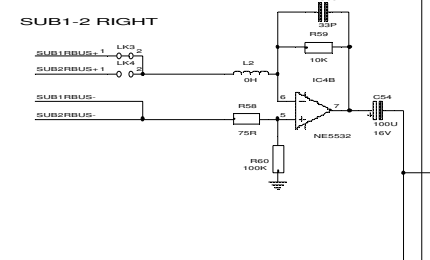 SUB1-2 RIGHT
33P
R59
10K
LK3
SUB1RBUS+ 1 2
LK4
SUB2RBUS+ 1 2
L2
0H
IC4B
SUB1RBUS-
SUB2RBUS-
R58
75R
6
5
7
NE5532
C54
100U
16V
R60
100K